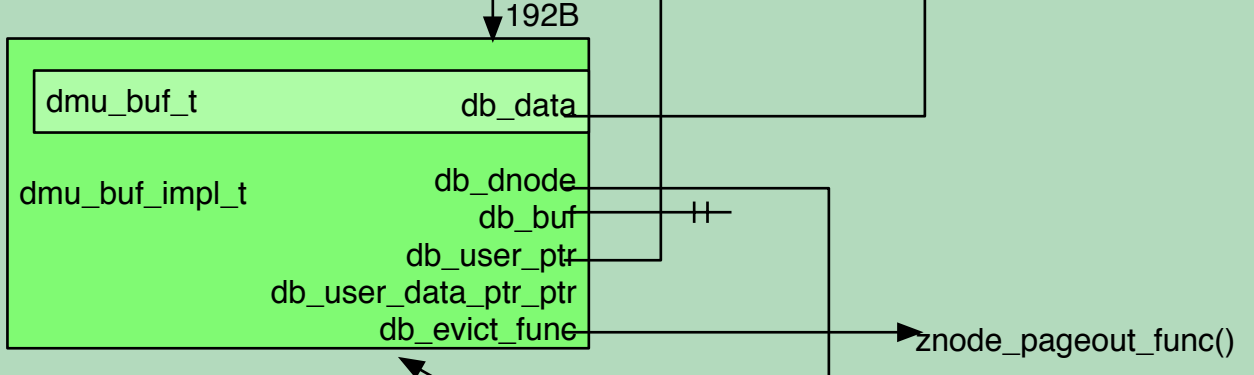 192B
dmu_buf_t db_data
db_dnode
dmu_buf_impl_t
db_buf
db_user_ptr
db_user_data_ptr_ptr
db_evict_func
znode_pageout_func()